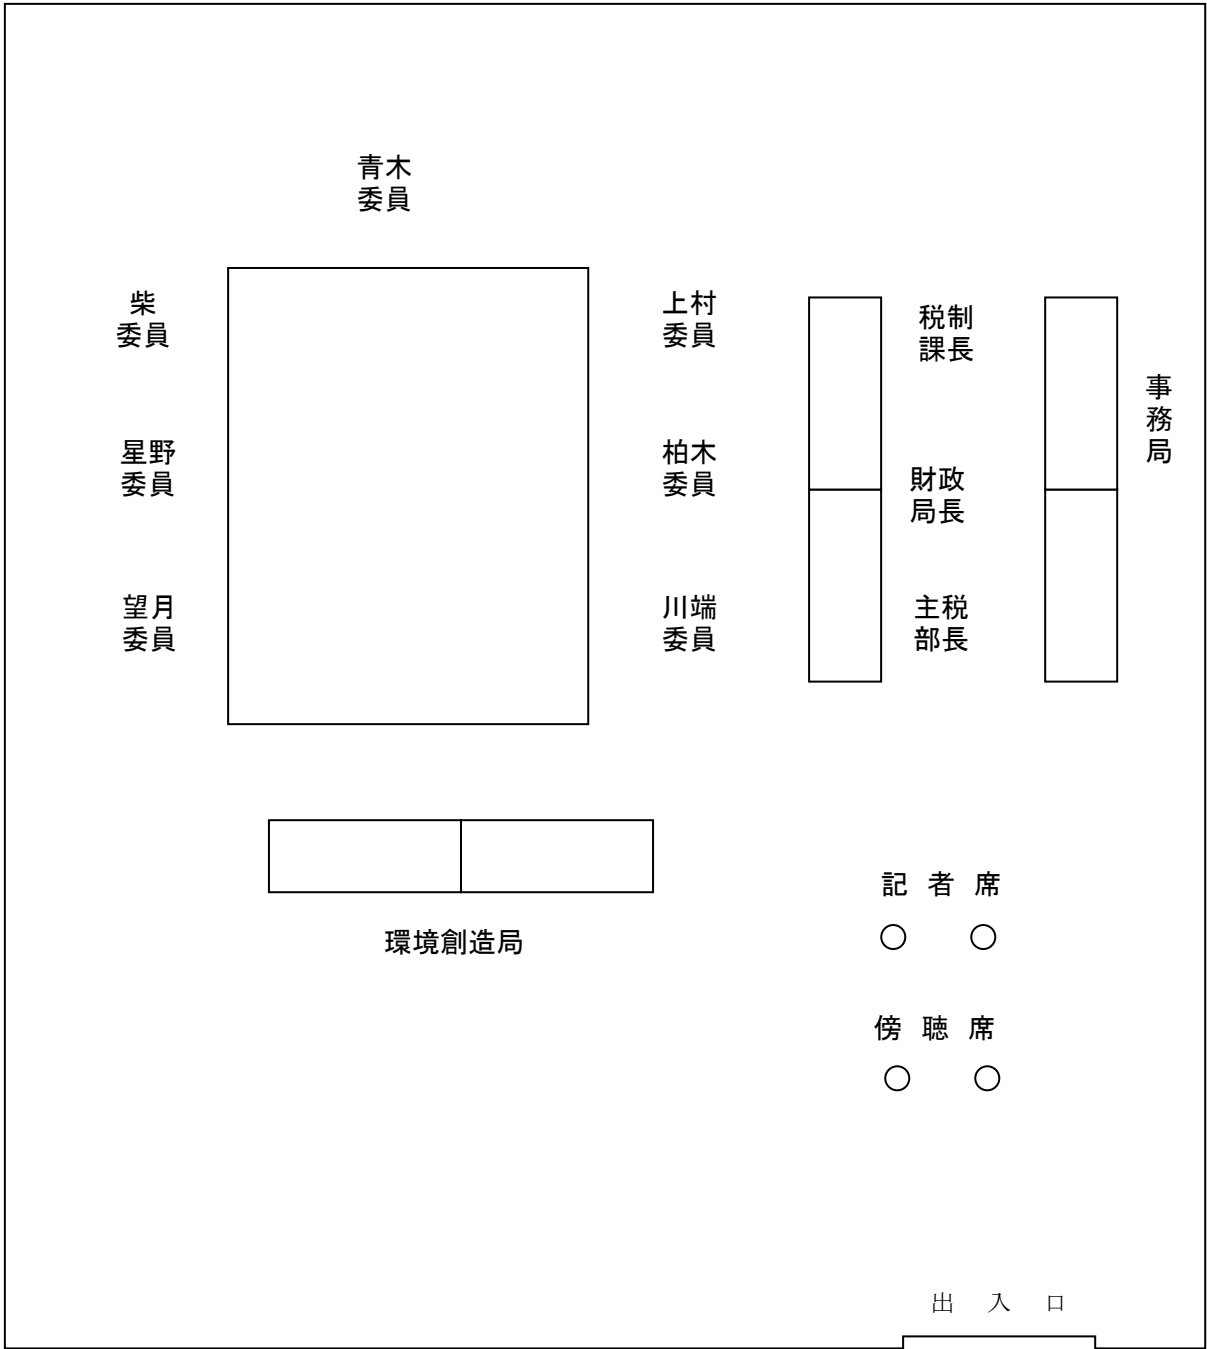 青木
委員
柴
委員
上村
委員
税制
課長
事務局
星野
委員
柏木
委員
財政
局長
望月
委員
川端
委員
主税
部長
記者席
環境創造局
傍聴席
出入口